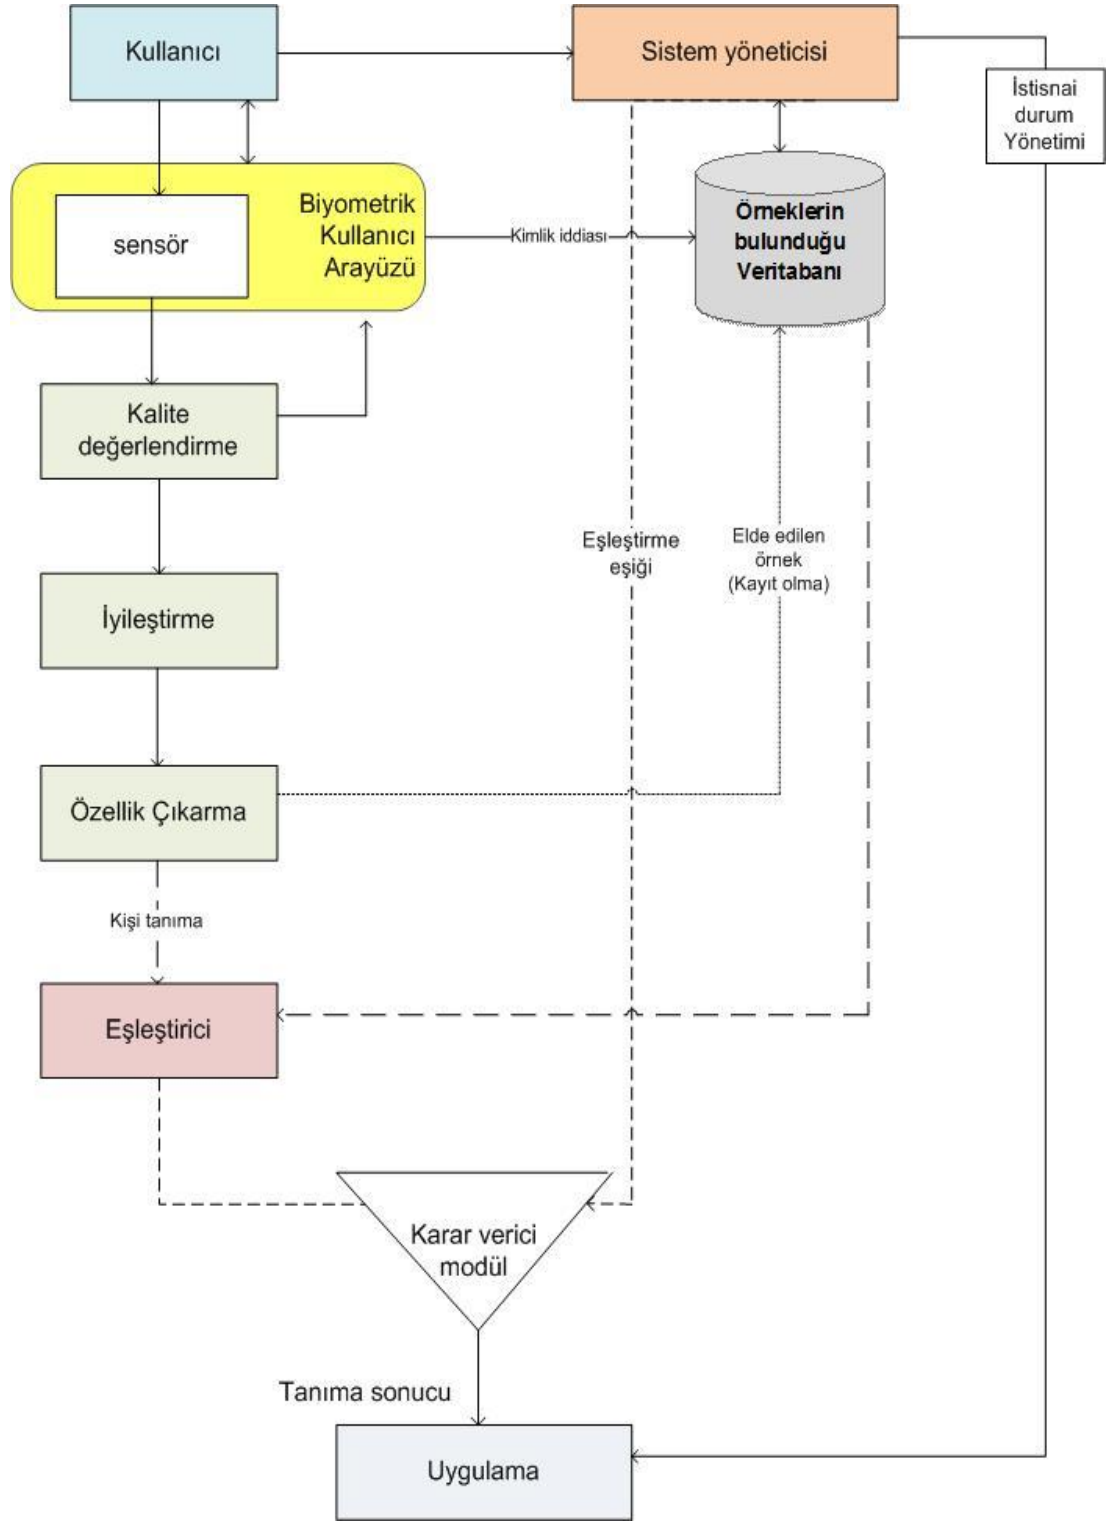 Kullanıcı
Sistem yöneticisi
İstisnai
durum
Yönetimi
sensör
Biyometrik
Kullanıcı
Arayüzü
Kimlik iddiası
Örneklerin
bulunduğu
Veritabanı
Kalite
değerlendirme
Eşleştirme
eşiği
Elde edilen
örnek
(Kayıt olma)
İyileştirme
Özellik Çıkarma
Kişi tanıma
Eşleştirici
Karar verici
modül
Tanıma sonucu
Uygulama